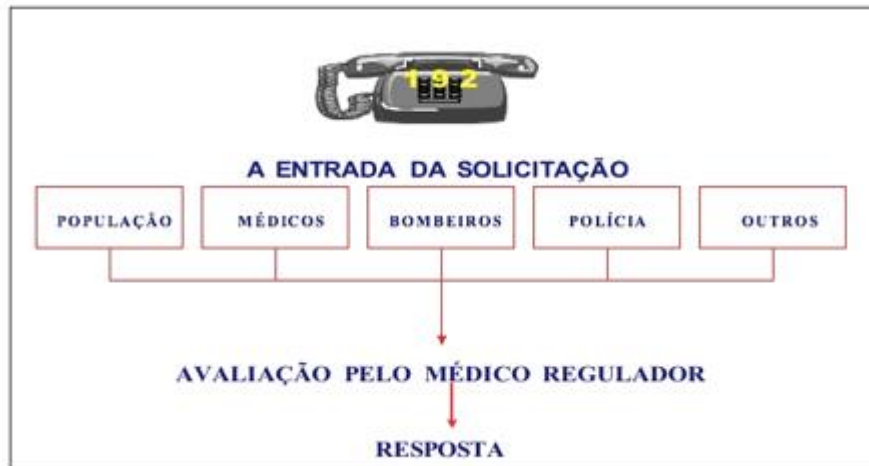 192
A ENTRADA DA SOLICITAÇÃO
POPULAÇÃO MÉDICOS BOMBEIROS POLÍCIA OUTROS
AVALIAÇÃO PELO MÉDICO REGULADOR
RESPOSTA